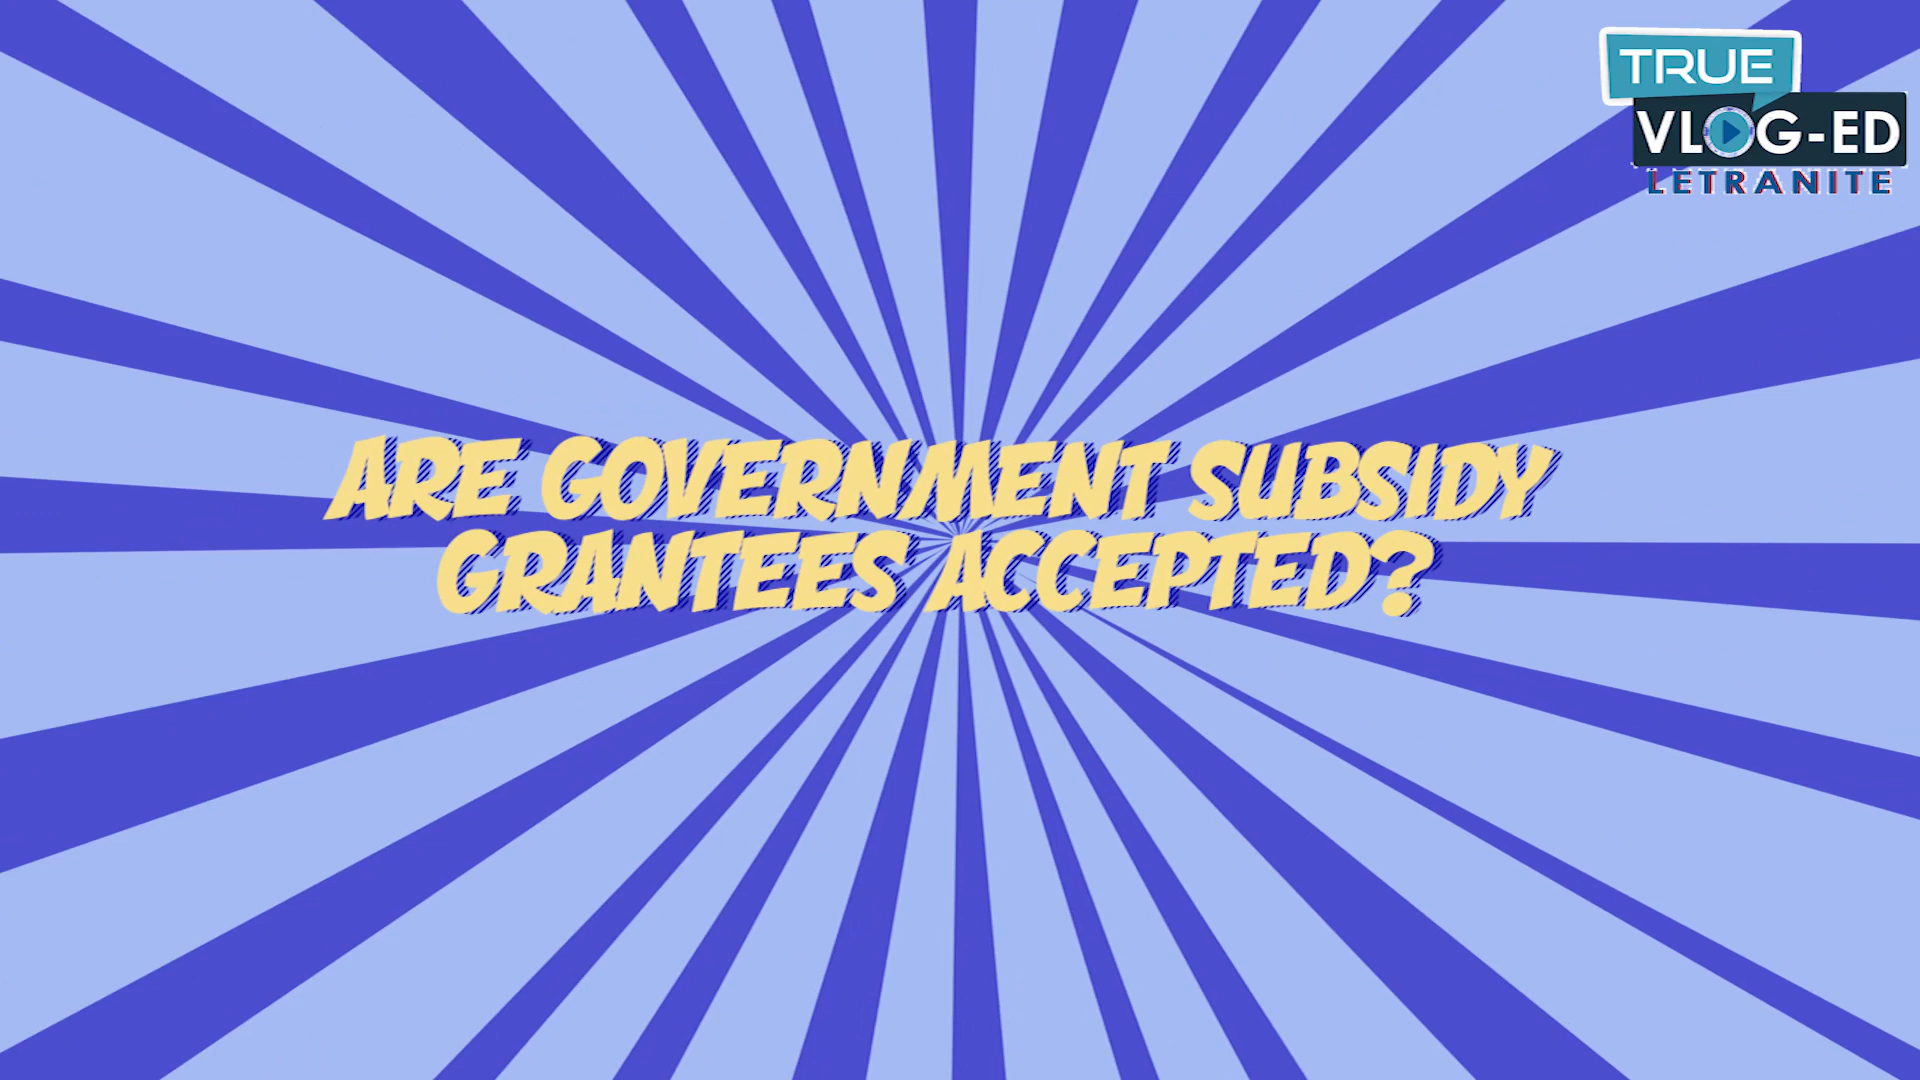 TRUE
VLOG-ED
LETRANITE
ARE GOVERNMENT SUBSIDY
GRANTEES ACCEPTED?